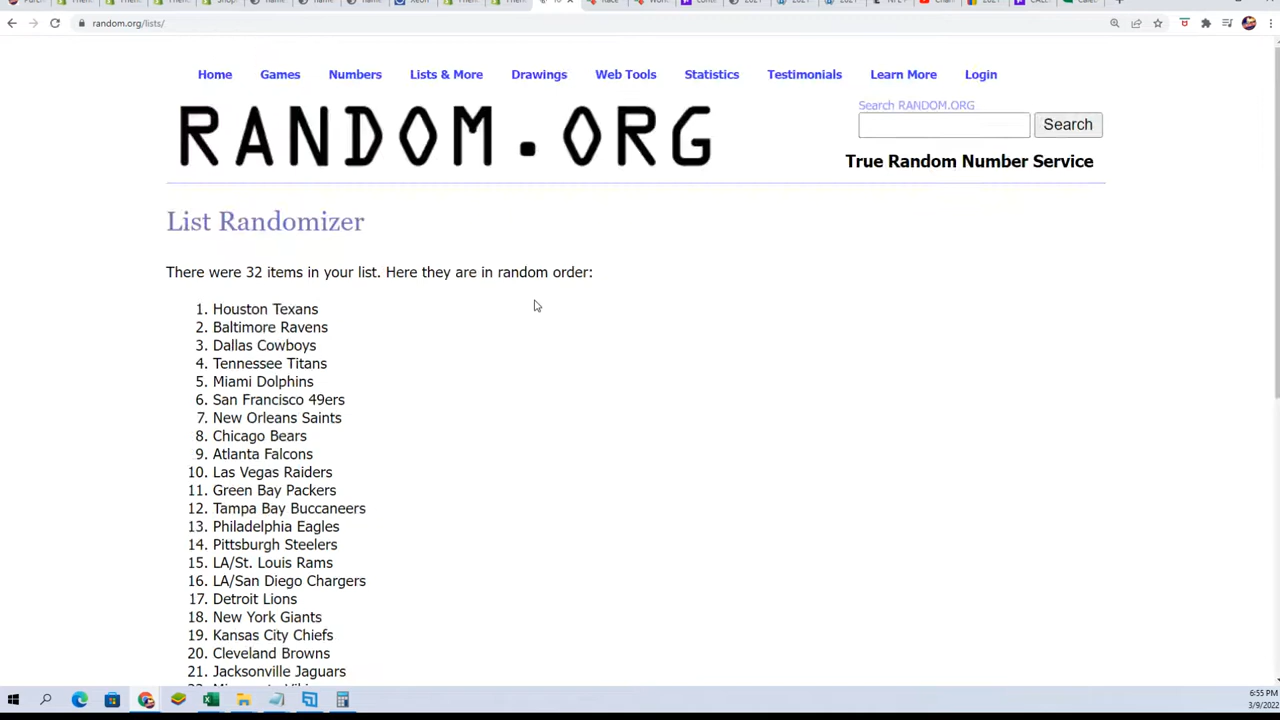 random.org/lists/
Home Games Numbers Lists & More Drawings Web Tools Statistics Testimonials Learn More Login
Search RANDOM.ORG
RANDOM.ORG
Search
True Random Number Service
List Randomizer
There were 32 items in your list. Here they are in random order:
1. Houston Texans
2. Baltimore Ravens
3. Dallas Cowboys
4. Tennessee Titans
5. Miami Dolphins
6. San Francisco 49ers
7. New Orleans Saints
8. Chicago Bears
9. Atlanta Falcons
10. Las Vegas Raiders
11. Green Bay Packers
12. Tampa Bay Buccaneers
13. Philadelphia Eagles
14. Pittsburgh Steelers
15. LA/St. Louis Rams
16. LA/San Diego Chargers
17. Detroit Lions
18. New York Giants
19. Kansas City Chiefs
20. Cleveland Browns
21. Jacksonville Jaguars
6:55 PM
3/9/2022